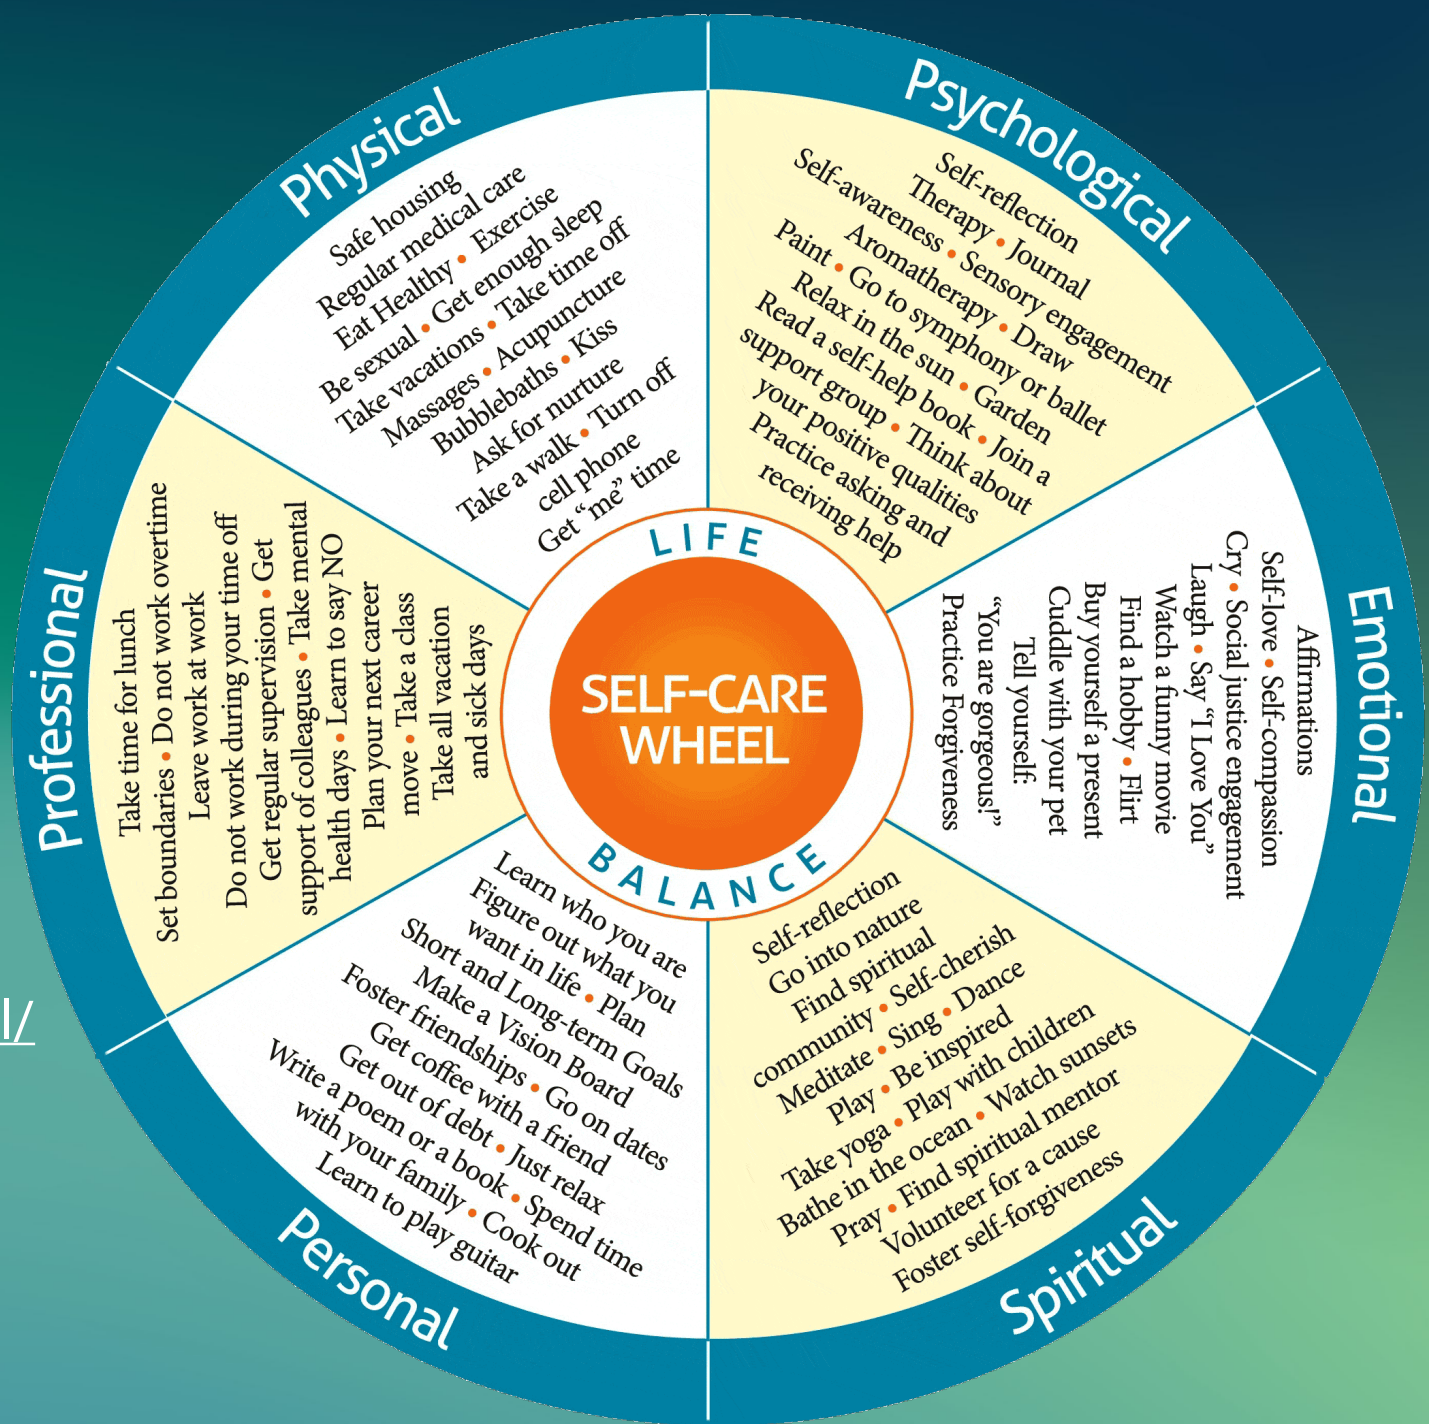 Physical
Safe housing
Regular medical care
Eat Healthy • Exercise
Be sexual • Get enough sleep
Take vacations • Take time off
Massages • Acupuncture
Bubblebaths • Kiss
Ask for nurture
Take a walk • Turn off
cell phone
Get “me” time
Psychological
Self-reflection
Therapy • Journal
Self-awareness • Sensory engagement
Aromatherapy • Draw
Paint • Go to symphony or ballet
Relax in the sun • Garden
Read a self-help book • Join a
support group • Think about
your positive qualities
Practice asking and
receiving help
Emotional
Affirmations
Self-love • Self-compassion
Cry • Social justice engagement
Laugh • Say “I Love You”
Watch a funny movie
Find a hobby • Flirt
Buy yourself a present
Cuddle with your pet
Tell yourself:
“You are gorgeous!”
Practice Forgiveness
Spiritual
Self-reflection
Go into nature
Find spiritual
community • Self-cherish
Meditate • Sing • Dance
Play • Be inspired
Take yoga • Play with children
Bathe in the ocean • Watch sunsets
Pray • Find spiritual mentor
Volunteer for a cause
Foster self-forgiveness
Personal
Learn who you are
Figure out what you
want in life • Plan
Short and Long-term Goals
Make a Vision Board
Foster friendships • Go on dates
Get coffee with a friend
Get out of debt • Just relax
Write a poem or a book • Spend time
with your family • Cook out
Learn to play guitar
Professional
Take time for lunch
Set boundaries • Do not work overtime
Leave work at work
Do not work during your time off
Get regular supervision • Get
support of colleagues • Take mental
health days • Learn to say NO
Plan your next career
move • Take a class
Take all vacation
and sick days
LIFE
SELF-CARE
WHEEL
BALANCE
l/